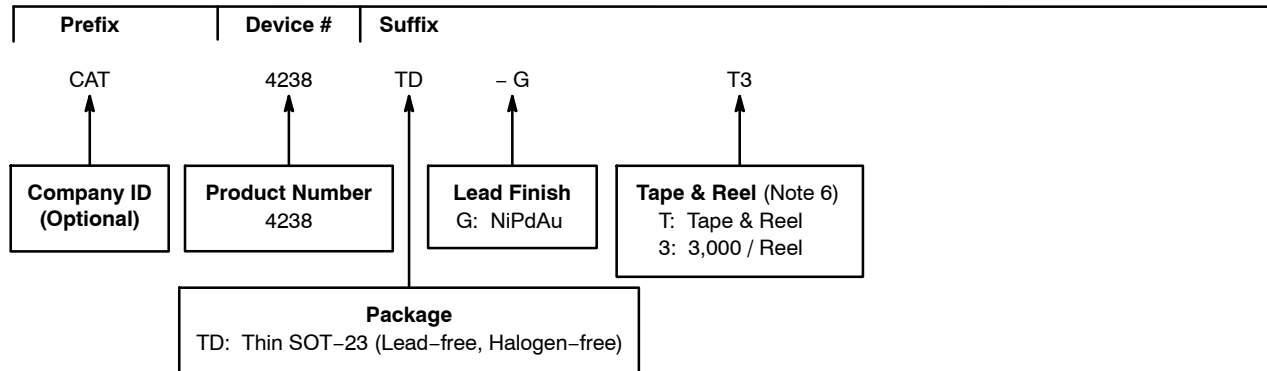 Prefix Device # Suffix
CAT 4238 TD – G T3
Company ID
(Optional)
Product Number
4238
Lead Finish
G: NiPdAu
Tape & Reel (Note 6)
T: Tape & Reel
3: 3,000 / Reel
Package
TD: Thin SOT−23 (Lead−free, Halogen−free)